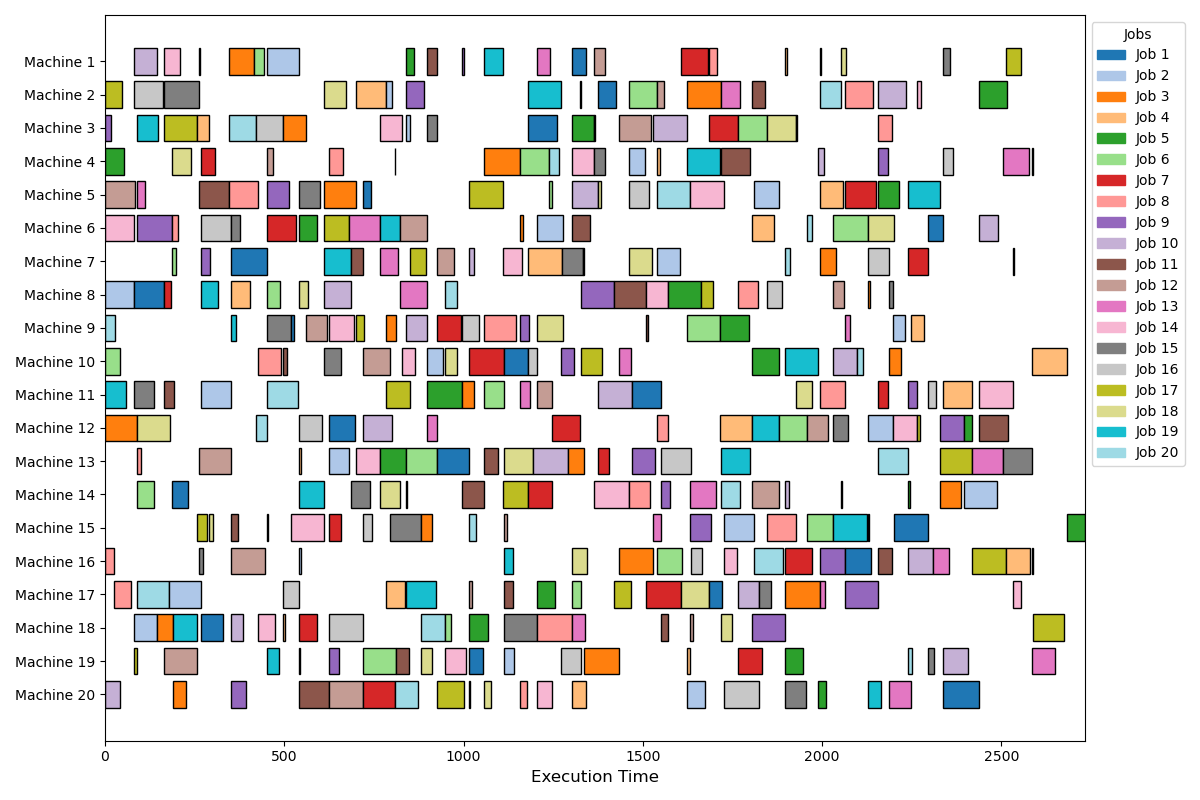 Machine 1
Machine 2
Machine 3
Machine 4
Machine 5
Machine 6
Machine 7
Machine 8
Machine 9
Machine 10
Machine 11
Machine 12
Machine 13
Machine 14
Machine 15
Machine 16
Machine 17
Machine 18
Machine 19
Machine 20
0 500 1000 1500 2000 2500
Execution Time
Jobs
Job 1
Job 2
Job 3
Job 4
Job 5
Job 6
Job 7
Job 8
Job 9
Job 10
Job 11
Job 12
Job 13
Job 14
Job 15
Job 16
Job 17
Job 18
Job 19
Job 20